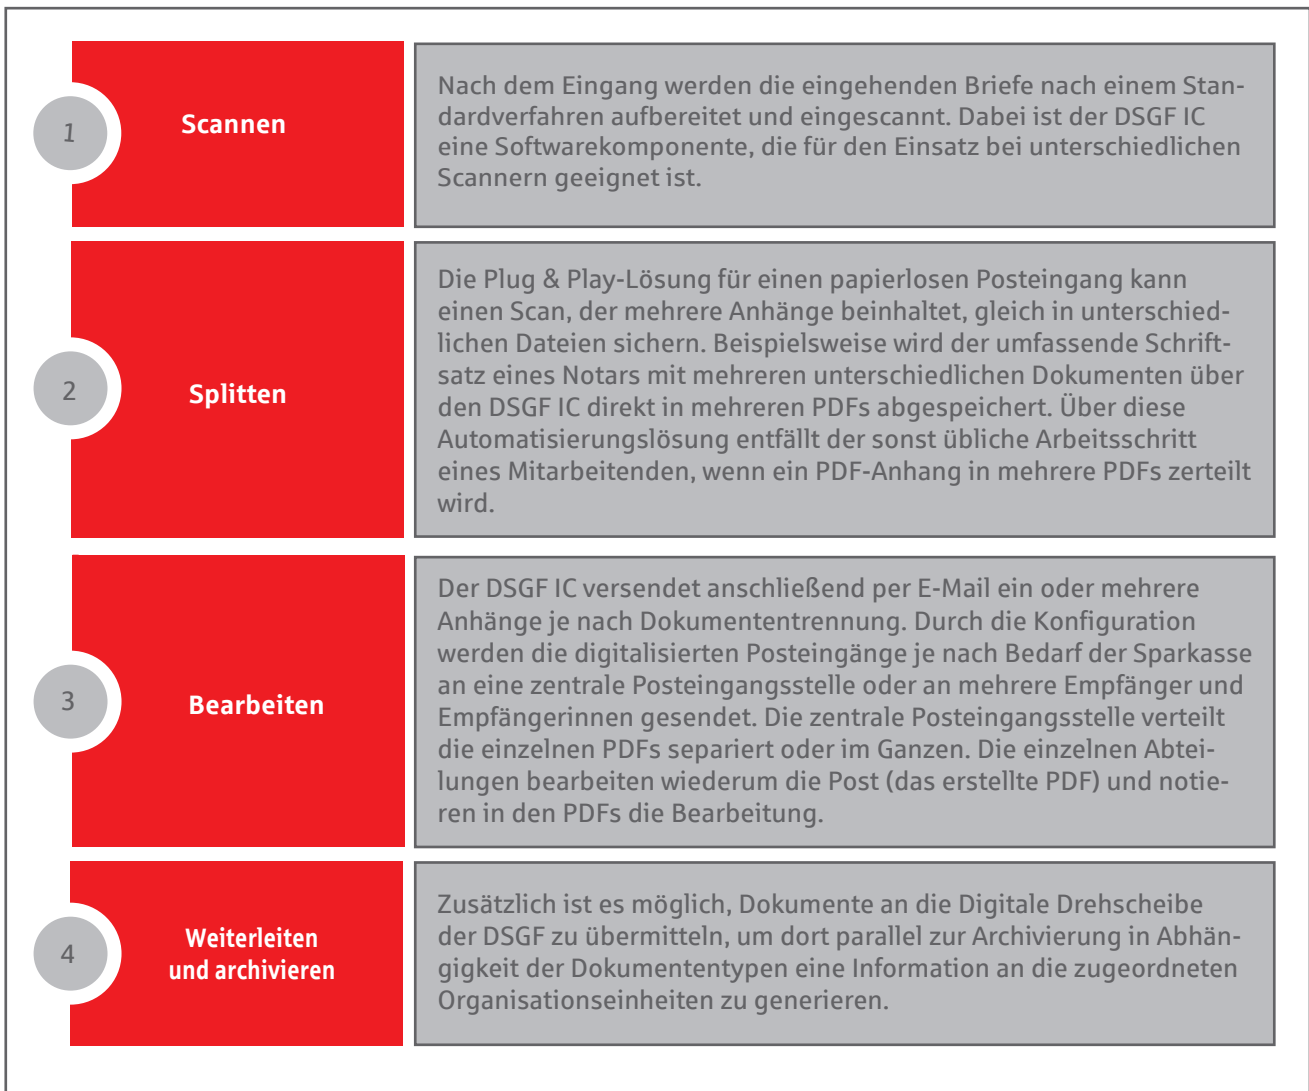 1
Scannen
Nach dem Eingang werden die eingehenden Briefe nach einem Stan-
dardverfahren aufbereitet und eingescannt. Dabei ist der DSGF IC
eine Softwarekomponente, die für den Einsatz bei unterschiedlichen
Scannern geeignet ist.
2
Splitten
Die Plug & Play-Lösung für einen papierlosen Posteingang kann
einen Scan, der mehrere Anhänge beinhaltet, gleich in unterschied-
lichen Dateien sichern. Beispielsweise wird der umfassende Schrift-
satz eines Notars mit mehreren unterschiedlichen Dokumenten über
den DSGF IC direkt in mehreren PDFs abgespeichert. Über diese
Automatisierungslösung entfällt der sonst übliche Arbeitsschritt
eines Mitarbeitenden, wenn ein PDF-Anhang in mehrere PDFs zerteilt
wird.
3
Bearbeiten
Der DSGF IC versendet anschließend per E-Mail ein oder mehrere
Anhänge je nach Dokumententrennung. Durch die Konfiguration
werden die digitalisierten Posteingänge je nach Bedarf der Sparkasse
an eine zentrale Posteingangsstelle oder an mehrere Empfänger und
Empfängerinnen gesendet. Die zentrale Posteingangsstelle verteilt
die einzelnen PDFs separiert oder im Ganzen. Die einzelnen Abtei-
lungen bearbeiten wiederum die Post (das erstellte PDF) und notie-
ren in den PDFs die Bearbeitung.
4
Weiterleiten
und archivieren
Zusätzlich ist es möglich, Dokumente an die Digitale Drehscheibe
der DSGF zu übermitteln, um dort parallel zur Archivierung in Abhän-
gigkeit der Dokumententypen eine Information an die zugeordneten
Organisationseinheiten zu generieren.